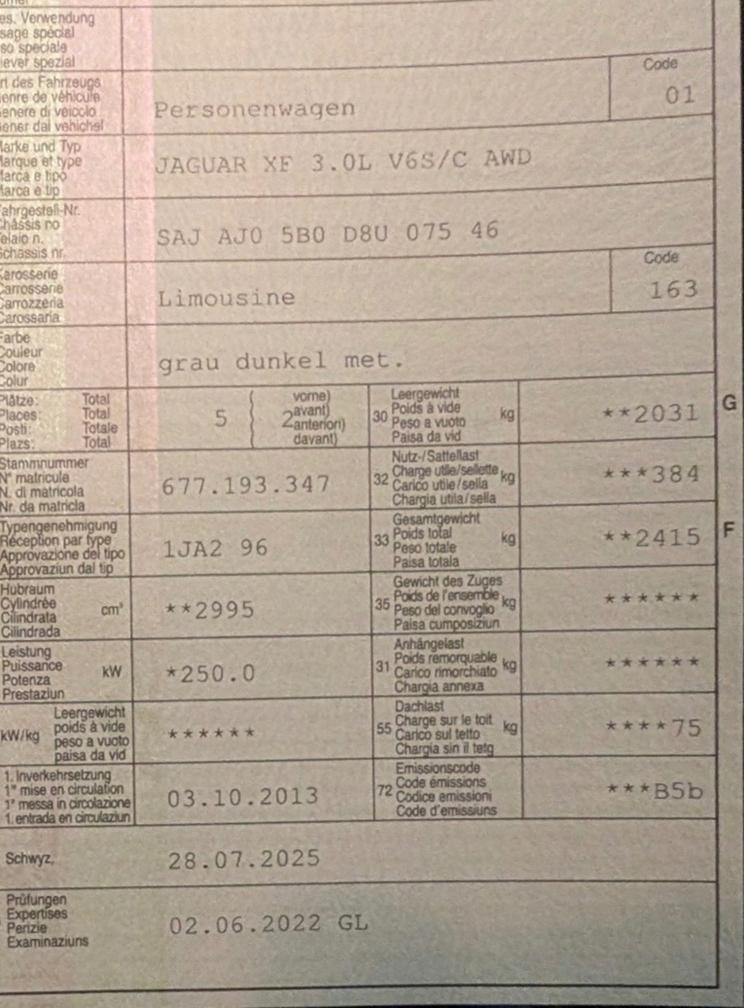 es. Verwendung
sage spécial
so speciale
iever spezial
rt des Fahrzeugs
enre de véhicule
enere di veicolo
ener dal vehichel
Personenwagen
Code
01
arke und Typ
arque et type
arca e tipo
arca e tip
JAGUAR XF 3.0L V6S/C AWD
ahrgestell-Nr.
hâssis no
elaio n.
chassis nr.
SAJ AJ0 5B0 D8U 075 46
arosserie
arrosserie
arrozzeria
arossaria
Limousine
Code
163
Farbe
Couleur
Colore
Colur
grau dunkel met.
Plätze: Total
Places: Total
Posti: Totale
Plazs: Total
5
2
vorne)
avant)
anterion)
davant)
30
Leergewicht
Poids à vide
Peso a vuoto
Paisa da vid
kg
**2031
G
Stammnummer
N° matricule
N. di matricola
Nr. da matricla
677.193.347
32
Nutz-/Sattellast
Charge utile/sellette
Carico utile/sella
Chargia utila/sella
kg
***384
Typengenehmigung
Réception par type
Approvazione del tipo
Approvaziun dal tip
1JA2 96
33
Gesamtgewicht
Poids total
Peso totale
Paisa totala
kg
**2415
F
Hubraum
Cylindrée
Cilindrata
Cilindrada
cm³
**2995
35
Gewicht des Zuges
Poids de l'ensemble
Peso del convoglio
Paisa cumposiziun
kg
******
Leistung
Puissance
Potenza
Prestaziun
kW
*250.0
31
Anhängelast
Poids remorquable
Carico rimorchiato
Chargia annexa
kg
******
kW/kg
Leergewicht
poids à vide
peso a vuoto
paisa da vid
******
55
Dachlast
Charge sur le toit
Carico sul tetto
Chargia sin il tetg
kg
****75
1. Inverkehrsetzung
1re mise en circulation
1a messa in circolazione
1. entrada en circulaziun
03.10.2013
72
Emissionscode
Code émissions
Codice emissioni
Code d'emissiuns
***B5b
Schwyz,
28.07.2025
Prüfungen
Expertises
Perizie
Examinaziuns
02.06.2022 GL